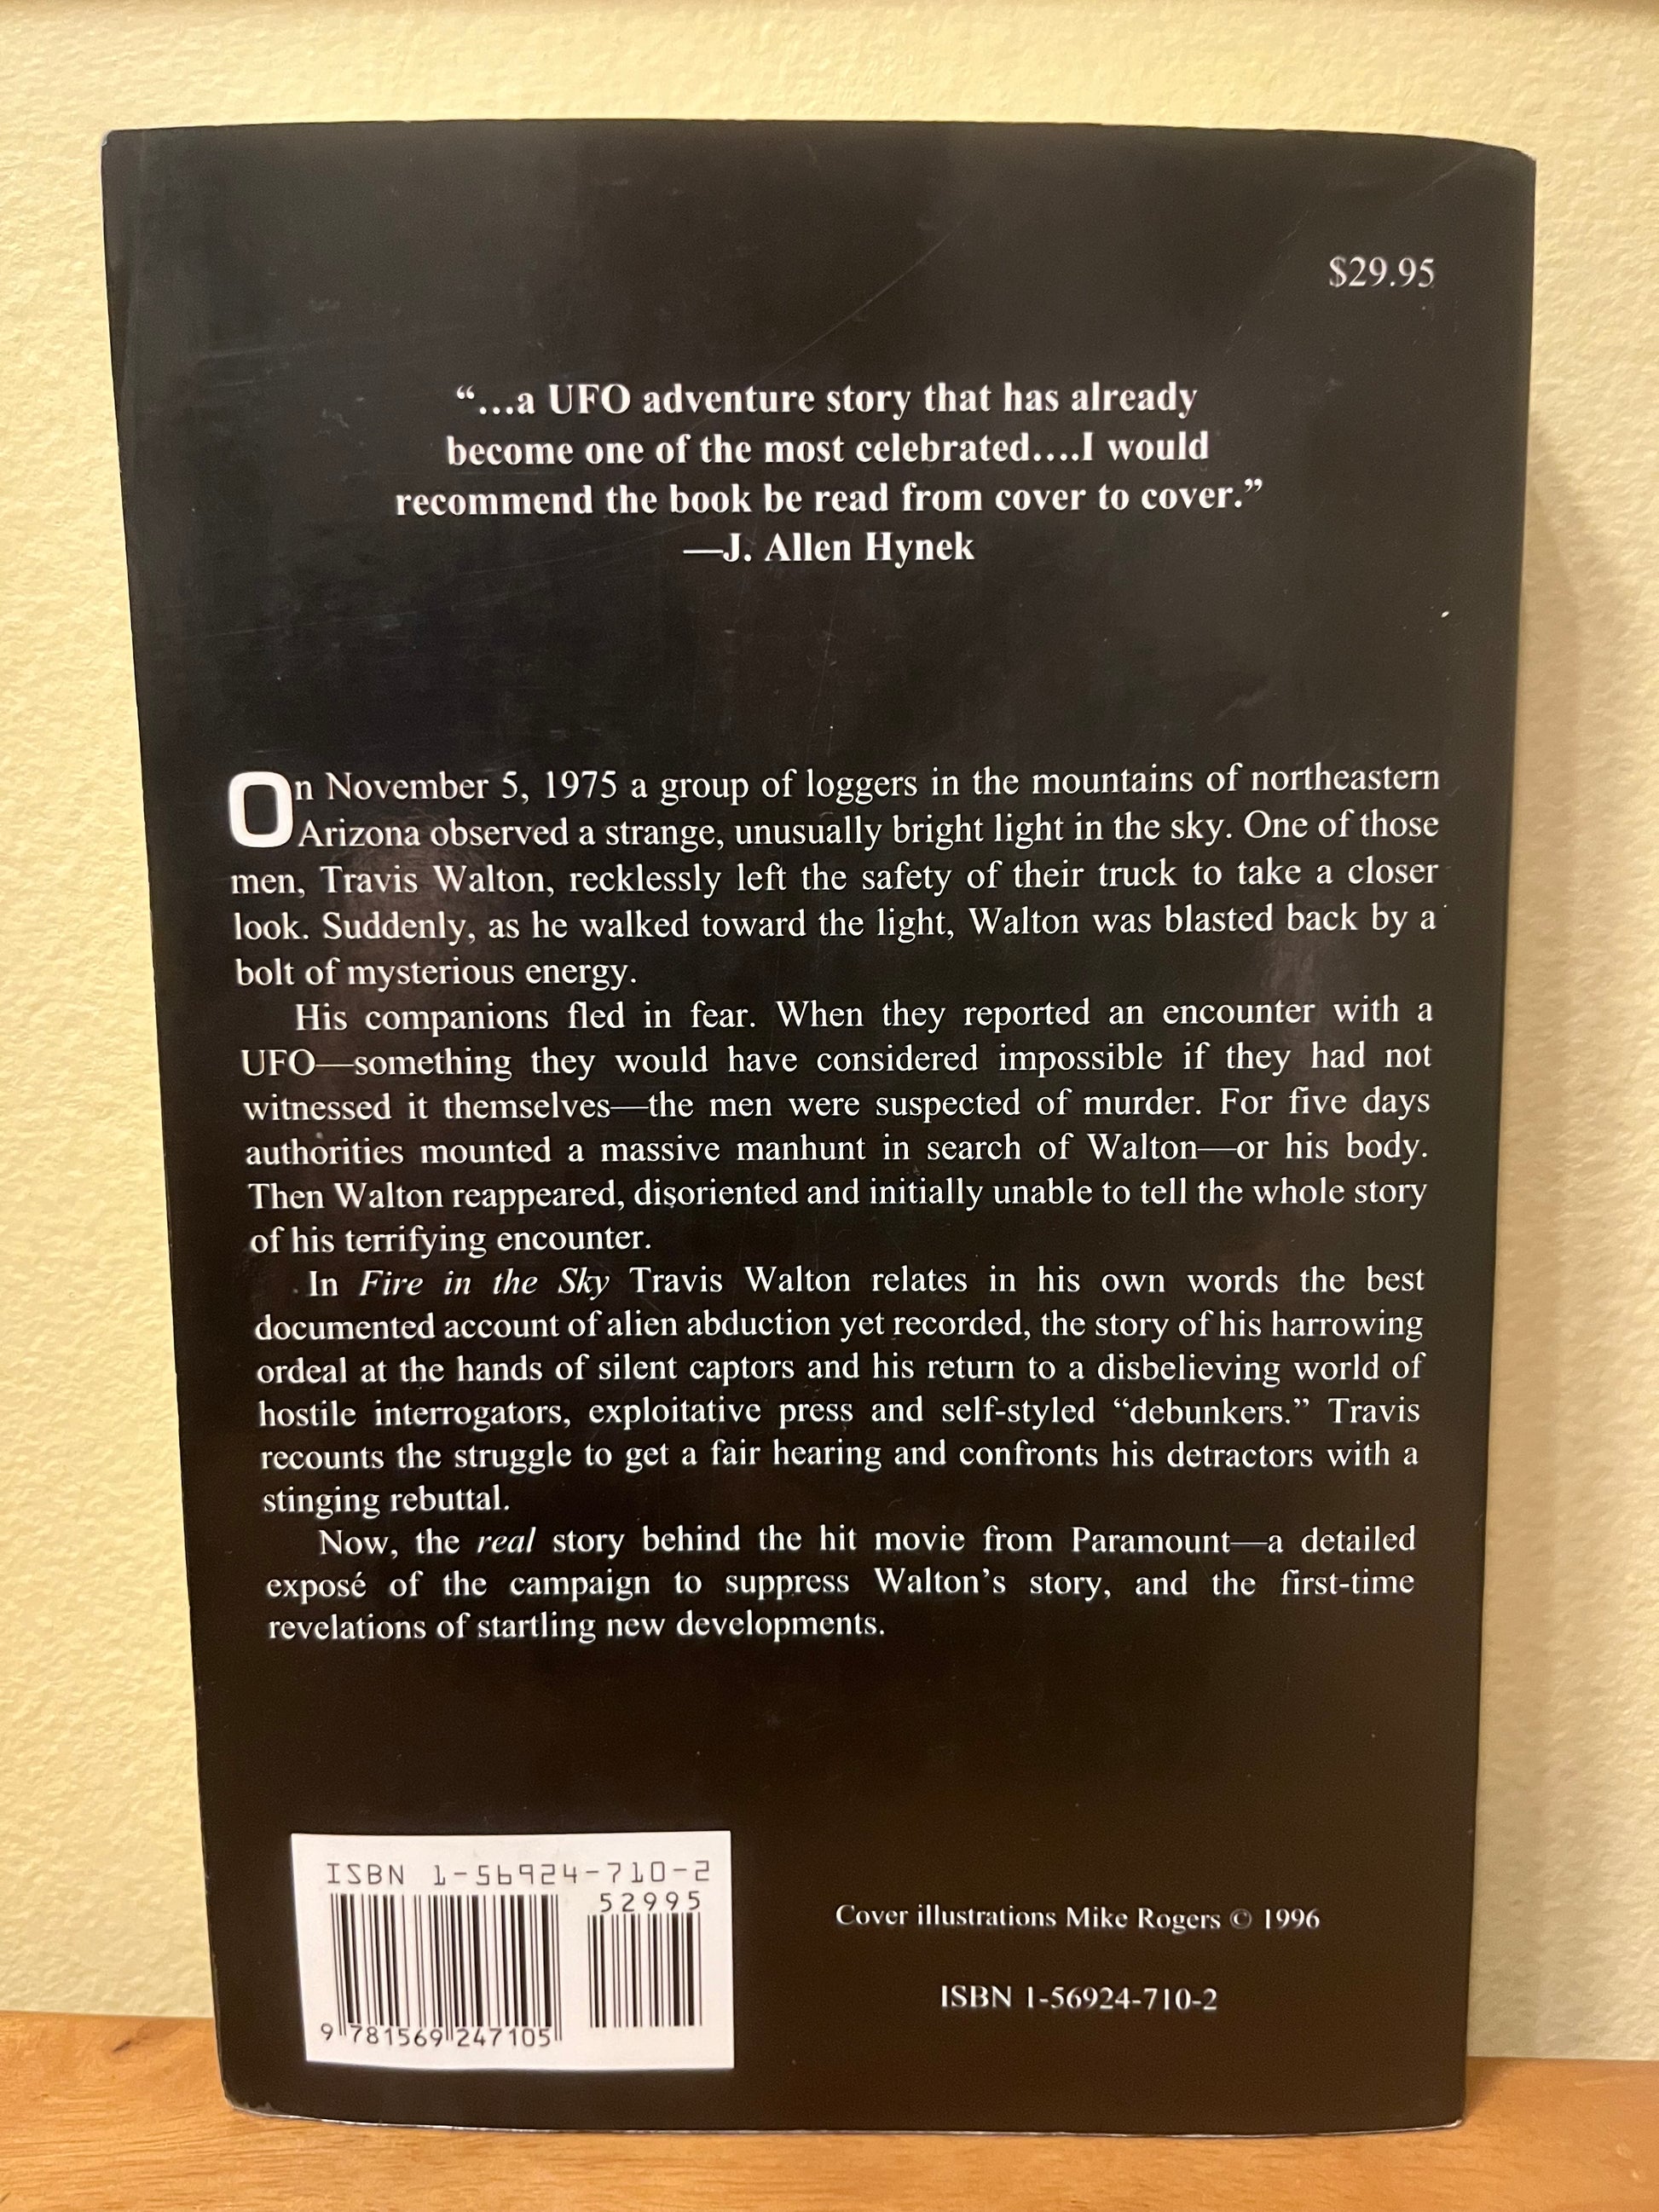 $29.95
“...a UFO adventure story that has already
become one of the most celebrated....I would
recommend the book be read from cover to cover.”
—J. Allen Hynek
On November 5, 1975 a group of loggers in the mountains of northeastern
Arizona observed a strange, unusually bright light in the sky. One of those
men, Travis Walton, recklessly left the safety of their truck to take a closer
look. Suddenly, as he walked toward the light, Walton was blasted back by a
bolt of mysterious energy.
His companions fled in fear. When they reported an encounter with a
UFO—something they would have considered impossible if they had not
witnessed it themselves—the men were suspected of murder. For five days
authorities mounted a massive manhunt in search of Walton—or his body.
Then Walton reappeared, disoriented and initially unable to tell the whole story
of his terrifying encounter.
In Fire in the Sky Travis Walton relates in his own words the best
documented account of alien abduction yet recorded, the story of his harrowing
ordeal at the hands of silent captors and his return to a disbelieving world of
hostile interrogators, exploitative press and self-styled “debunkers.” Travis
recounts the struggle to get a fair hearing and confronts his detractors with a
stinging rebuttal.
Now, the real story behind the hit movie from Paramount—a detailed
exposé of the campaign to suppress Walton’s story, and the first-time
revelations of startling new developments.
ISBN 1-56924-710-2
52995
9 781569 247105
Cover illustrations Mike Rogers © 1996
ISBN 1-56924-710-2